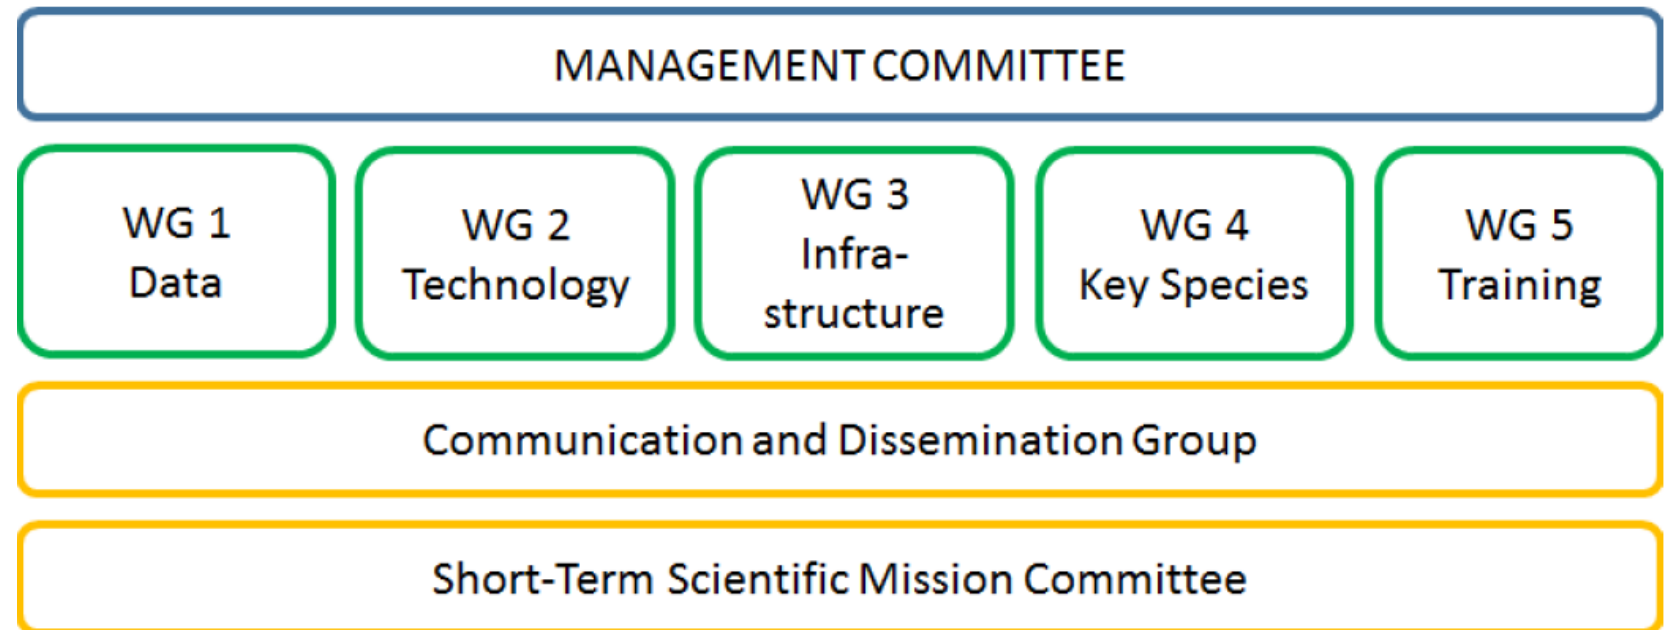 MANAGEMENT COMMITTEE
WG 1
Data
WG 2
Technology
WG 3
Infra-
structure
WG 4
Key Species
WG 5
Training
Communication and Dissemination Group
Short-Term Scientific Mission Committee